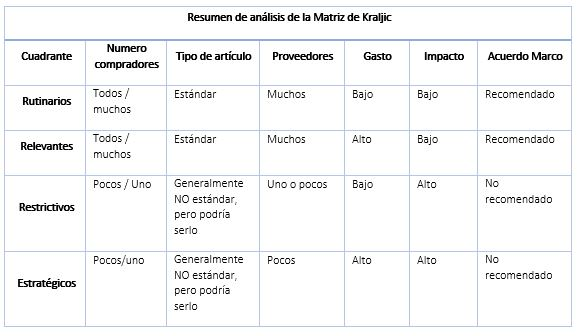 Resumen de análisis de la Matriz de Kraljic
Cuadrante Numero compradores Tipo de artículo Proveedores Gasto Impacto Acuerdo Marco
Rutinarios Todos / muchos Estándar Muchos Bajo Bajo Recomendado
Relevantes Todos / muchos Estándar Muchos Alto Bajo Recomendado
Restrictivos Pocos / Uno Generalmente NO estándar, pero podría serlo Uno o pocos Bajo Alto No recomendado
Estratégicos Pocos/uno Generalmente NO estándar, pero podría serlo Pocos Alto Alto No recomendado